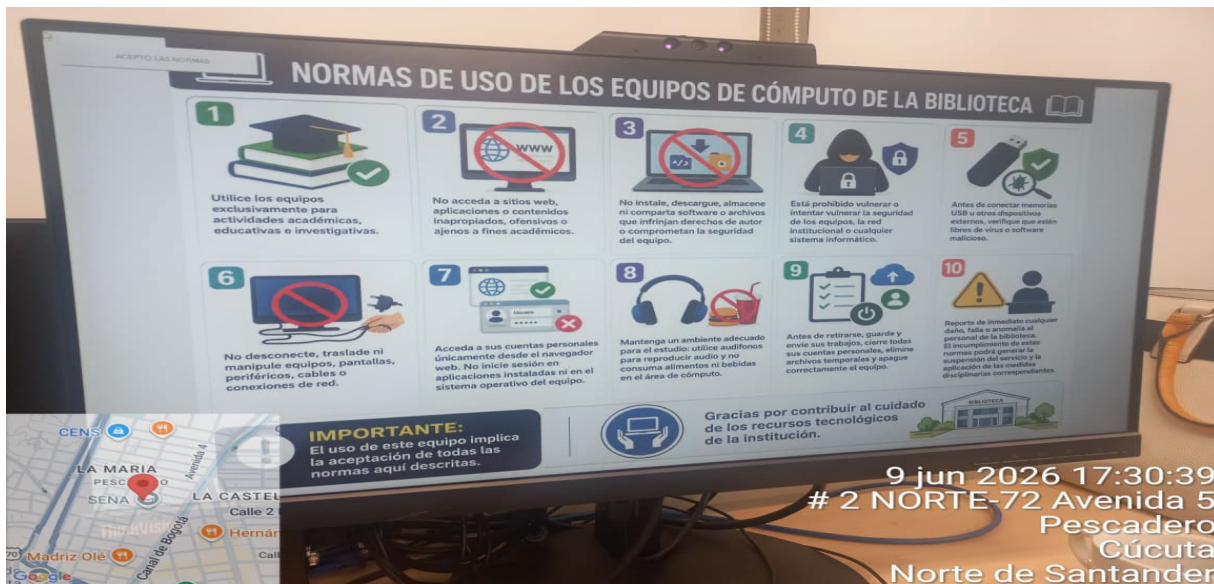 ACEPTO LAS NORMAS
NORMAS DE USO DE LOS EQUIPOS DE CÓMPUTO DE LA BIBLIOTECA
1
Utilice los equipos
exclusivamente para
actividades académicas,
educativas e investigativas.
2
www
No acceda a sitios web,
aplicaciones o contenidos
inapropiados, ofensivos o
ajenos a fines académicos.
3
No instale, descargue, almacene
ni comparta software o archivos
que infrinjan derechos de autor
o comprometan la seguridad
del equipo.
4
Está prohibido vulnerar o
intentar vulnerar la seguridad
de los equipos, la red
institucional o cualquier
sistema informático.
5
Antes de conectar memorias
USB u otros dispositivos
externos, verifique que estén
libres de virus o software
malicioso.
6
No desconecte, traslade ni
manipule equipos, pantallas,
periféricos, cables o
conexiones de red.
7
Acceda a sus cuentas personales
únicamente desde el navegador
web. No inicie sesión en
aplicaciones instaladas ni en el
sistema operativo del equipo.
8
Mantenga un ambiente adecuado
para el estudio: utilice audífonos
para reproducir audio y no
consuma alimentos ni bebidas
en el área de cómputo.
9
Antes de retirarse, guarde y
envíe sus trabajos, cierre todas
sus cuentas personales, elimine
archivos temporales y apague
correctamente el equipo.
10
Reporte de inmediato cualquier
daño, falla o anomalía al
personal de la biblioteca.
El incumplimiento de estas
normas podrá generar la
suspensión del servicio y la
aplicación de las medidas
disciplinarias correspondientes.
IMPORTANTE:
El uso de este equipo implica
la aceptación de todas las
normas aquí descritas.
Gracias por contribuir al cuidado
de los recursos tecnológicos
de la institución.
BIBLIOTECA
CENS
Avenida 4
LA MARIA
SENA
LA CASTEL
Calle 2
ThinkVision
Hernán
Canal de Bogotá
Madriz Olé
Google
9 jun 2026 17:30:39
# 2 NORTE-72 Avenida 5
Pescadero
Cúcuta
Norte de Santander